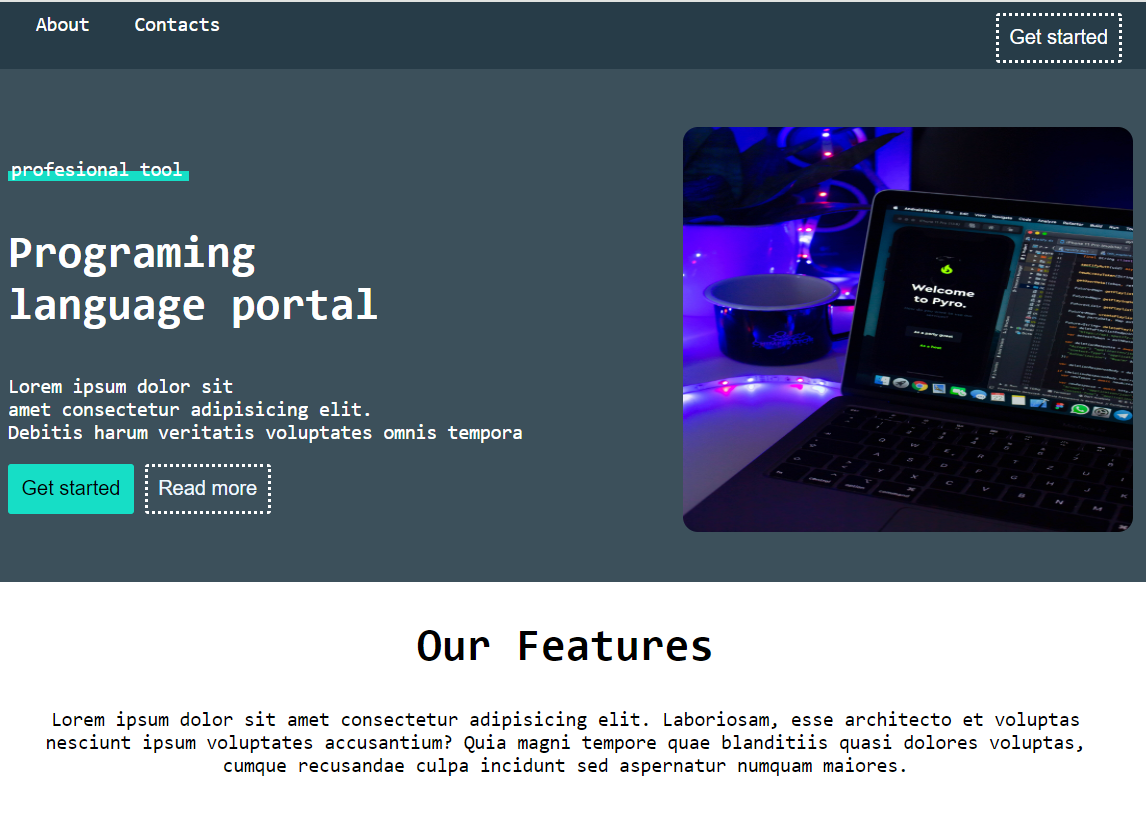 About Contacts
Get started
profesional tool
Programing
language portal
Lorem ipsum dolor sit
amet consectetur adipisicing elit.
Debitis harum veritatis voluptates omnis tempora
Get started Read more
Welcome
to Pyro.
Our Features
Lorem ipsum dolor sit amet consectetur adipisicing elit. Laboriosam, esse architecto et voluptas
nesciunt ipsum voluptates accusantium? Quia magni tempore quae blanditiis quasi dolores voluptas,
cumque recusandae culpa incidunt sed aspernatur numquam maiores.